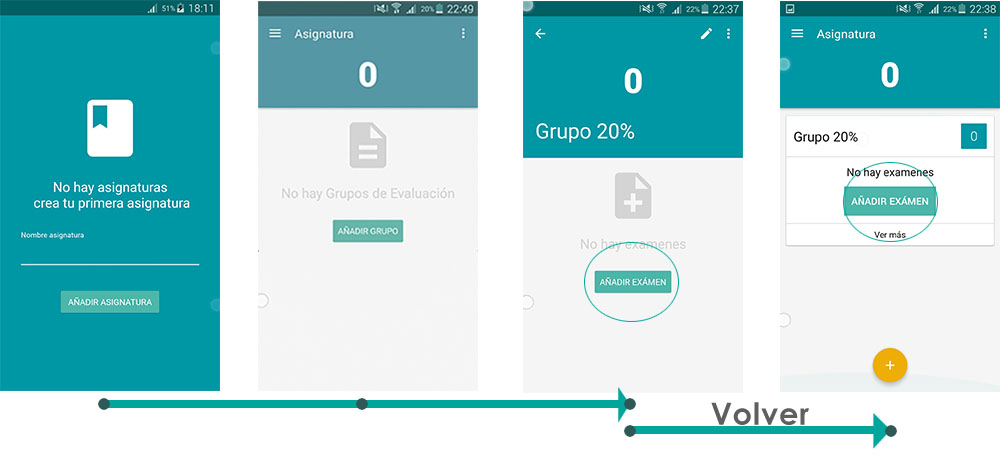 51% 18:11
No hay asignaturas
crea tu primera asignatura
Nombre asignatura
AÑADIR ASIGNATURA
20% 22:49
Asignatura
0
No hay Grupos de Evaluación
AÑADIR GRUPO
22% 22:37
0
Grupo 20%
No hay examenes
AÑADIR EXÁMEN
22% 22:38
Asignatura
0
Grupo 20%
0
No hay examenes
AÑADIR EXÁMEN
Ver más
Volver